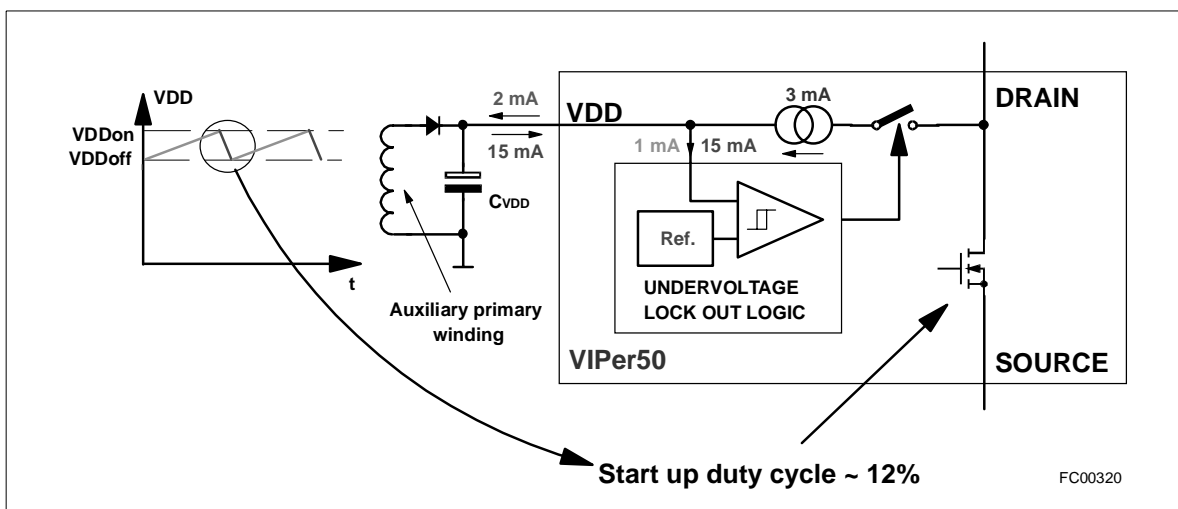 VDD
VDDon
VDDoff
t
2 mA
15 mA
CVDD
Auxiliary primary
winding
VDD
3 mA
1 mA
15 mA
Ref.
UNDERVOLTAGE
LOCK OUT LOGIC
VIPer50
DRAIN
SOURCE
Start up duty cycle ~ 12%
FC00320